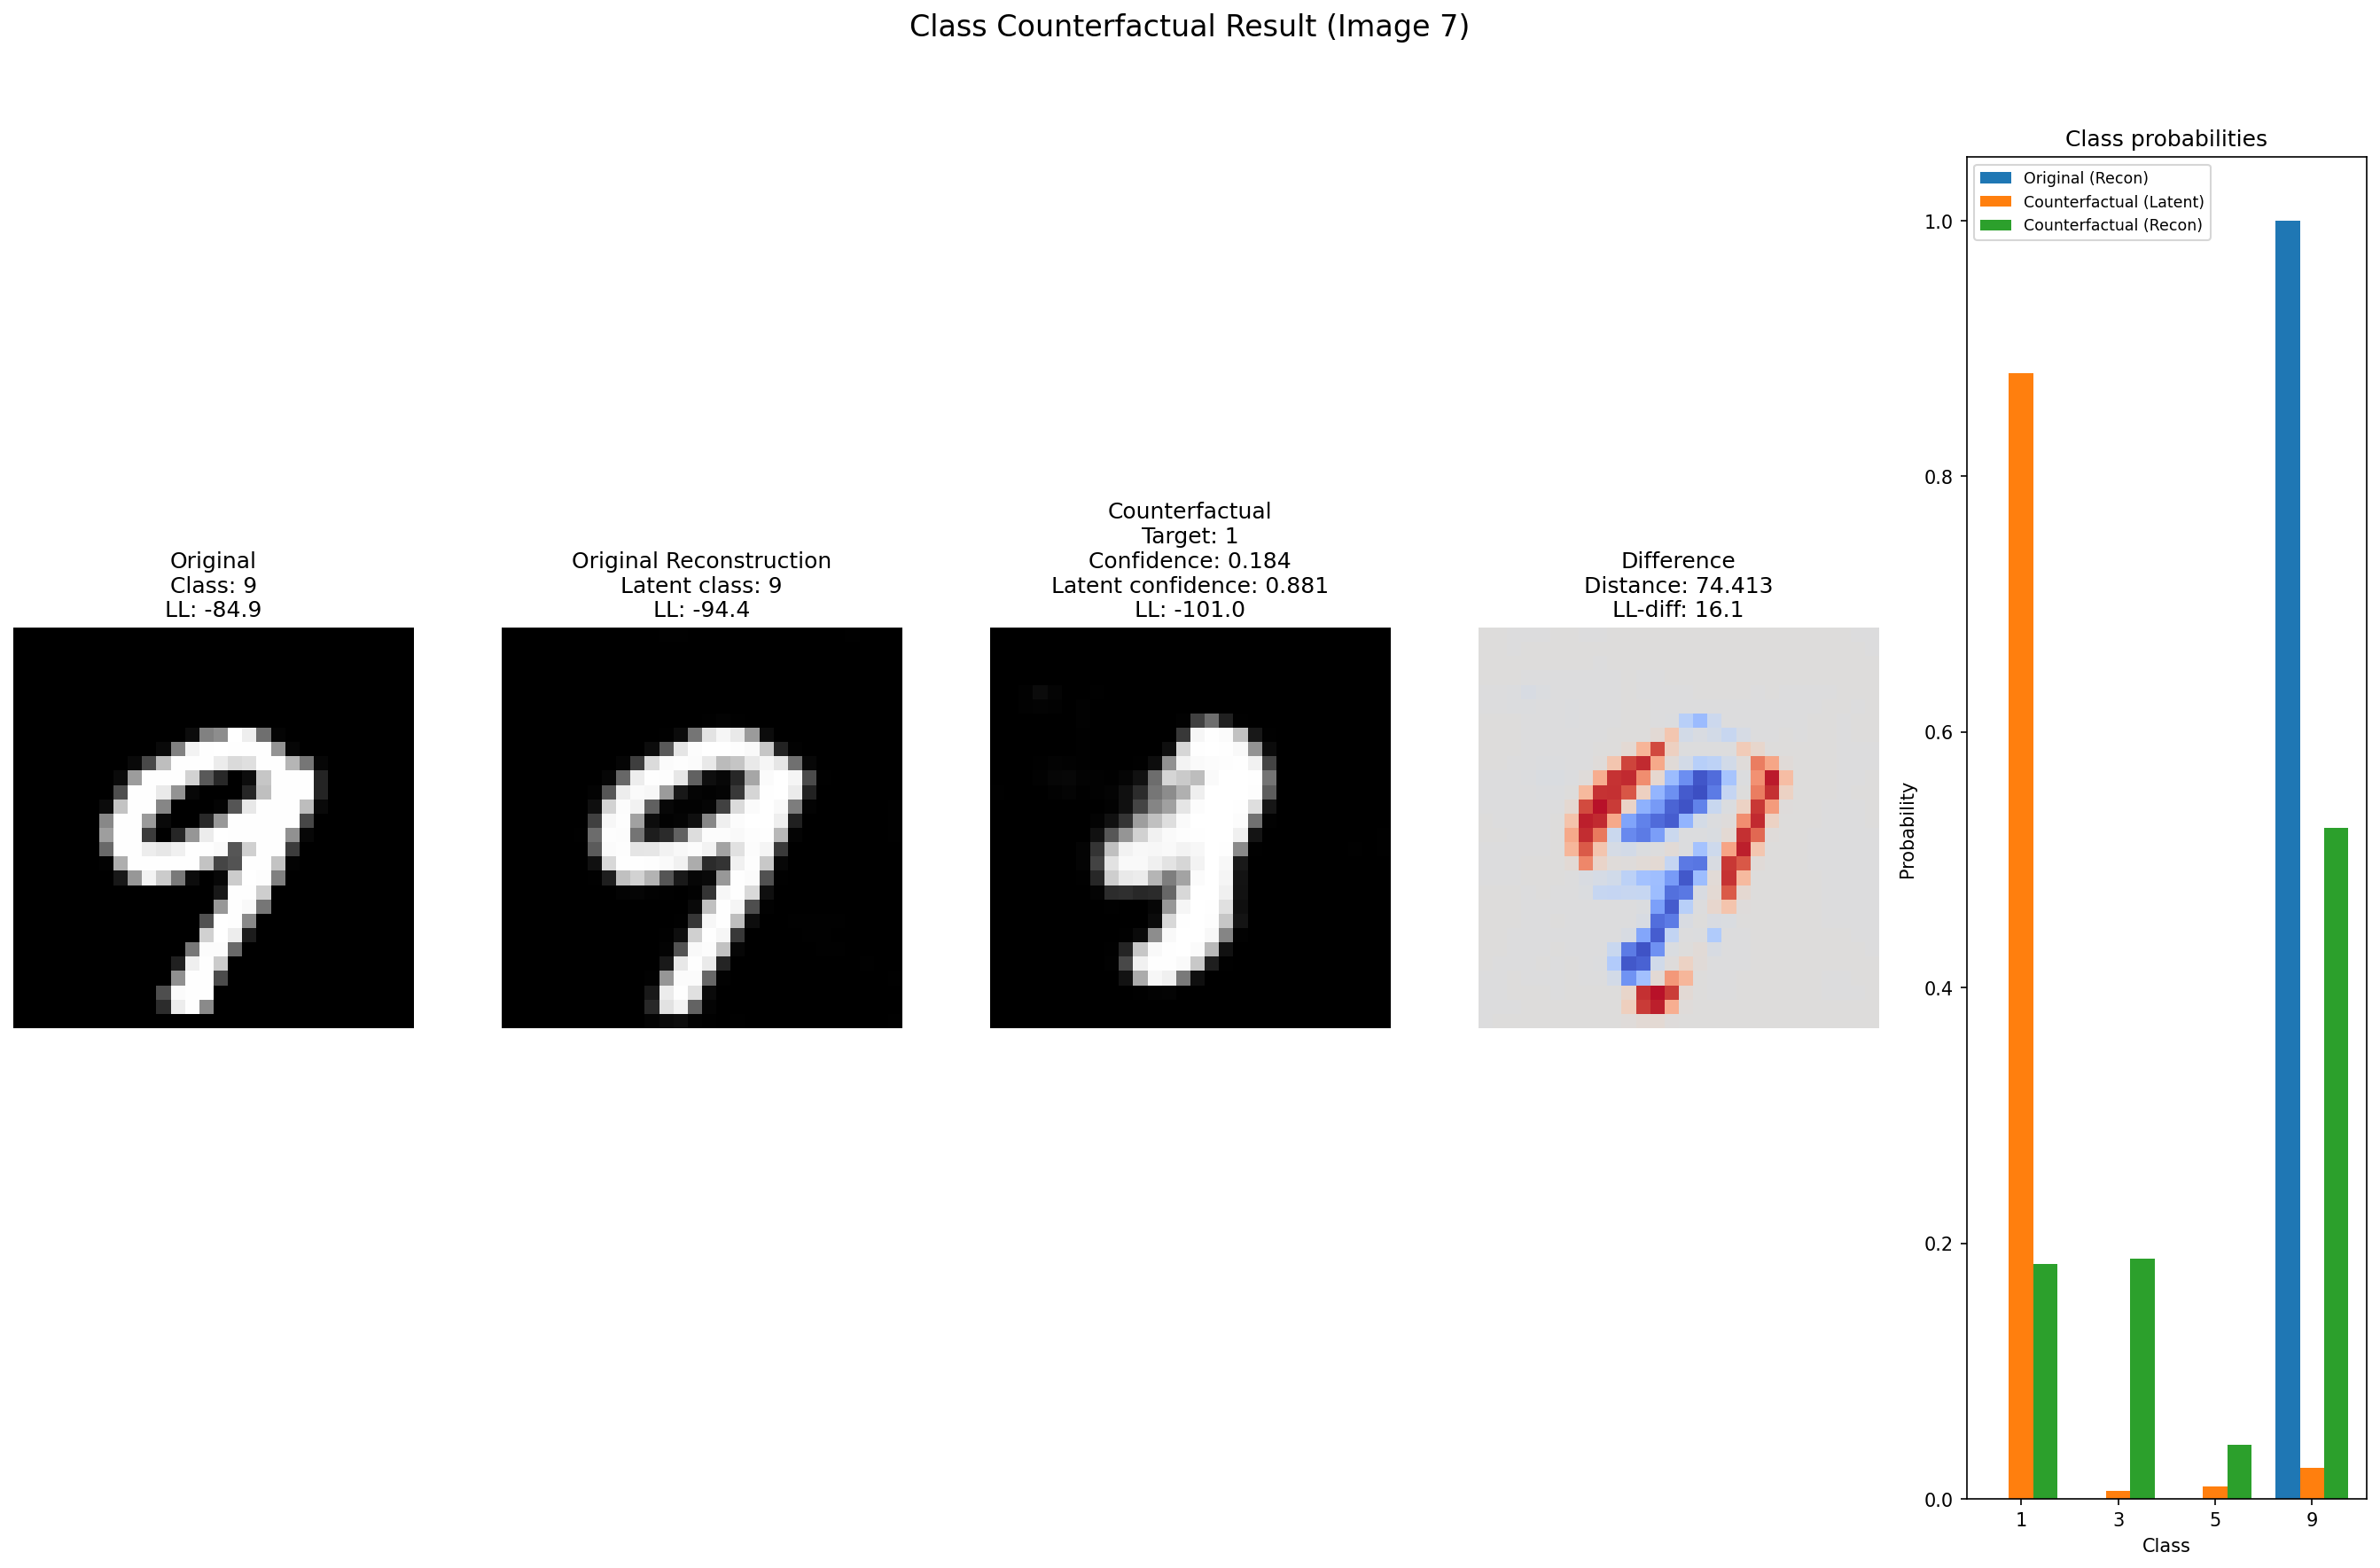 Class Counterfactual Result (Image 7)
Original
Class: 9
LL: -84.9
Original Reconstruction
Latent class: 9
LL: -94.4
Counterfactual
Target: 1
Confidence: 0.184
Latent confidence: 0.881
LL: -101.0
Difference
Distance: 74.413
LL-diff: 16.1
9
9
Class probabilities
Original (Recon)
Counterfactual (Latent)
Counterfactual (Recon)
Probability
1.0
0.8
0.6
0.4
0.2
0.0
1 3 5 9
Class